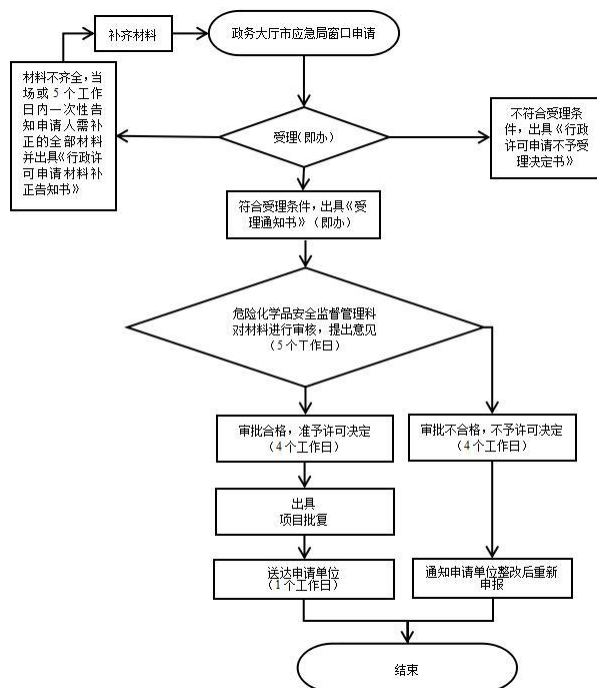 补齐材料
政务大厅市应急局窗口申请
材料不齐全,当
场或5个工作
日内一次性告
知申请人需补
正的全部材料
并出具《行政许
可申请材料补
正告知书》
受理(即办)
不符合受理条
件,出具《行政
许可申请不予受
理决定书》
符合受理条件,出具《受
理通知书》(即办)
危险化学品安全监督管理科
对材料进行审核,提出意见
(5个工作日)
审批合格,准予许可决定
(4个工作日)
审批不合格,不予许可决定
(4个工作日)
出具
项目批复
送达申请单位
(1个工作日)
通知申请单位整改后重新
申报
结束